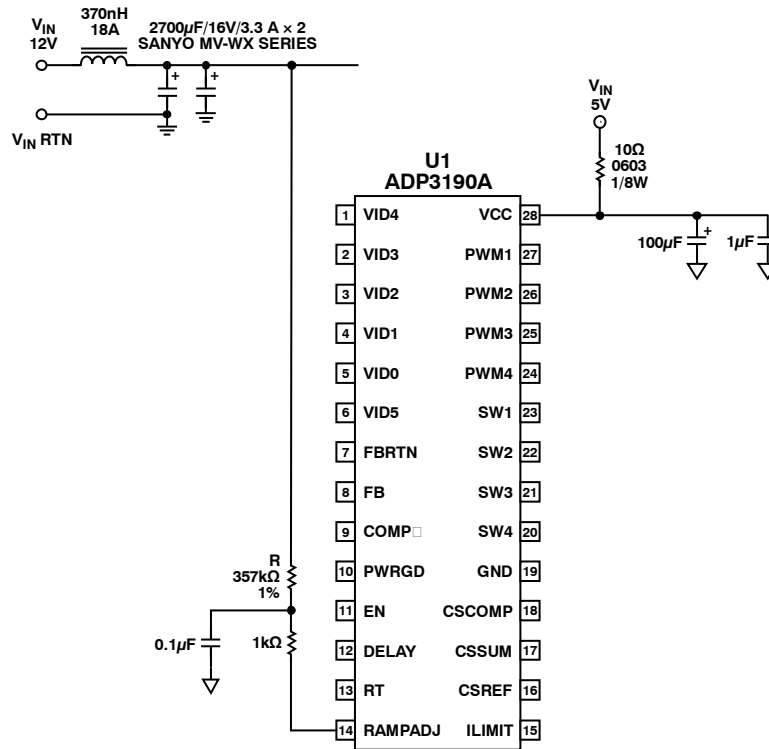 370nH
18A
VIN
12V
2700µF/16V/3.3 A × 2
SANYO MV-WX SERIES
+
+
VIN RTN
VIN
5V
10Ω
0603
1/8W
U1
ADP3190A
1 VID4 VCC 28
2 VID3 PWM1 27
3 VID2 PWM2 26
4 VID1 PWM3 25
5 VID0 PWM4 24
6 VID5 SW1 23
7 FBRTN SW2 22
8 FB SW3 21
9 COMP□ SW4 20
10 PWRGD GND 19
11 EN CSCOMP 18
12 DELAY CSSUM 17
13 RT CSREF 16
14 RAMPADJ ILIMIT 15
100µF
+
1µF
R
357kΩ
1%
0.1µF
1kΩ